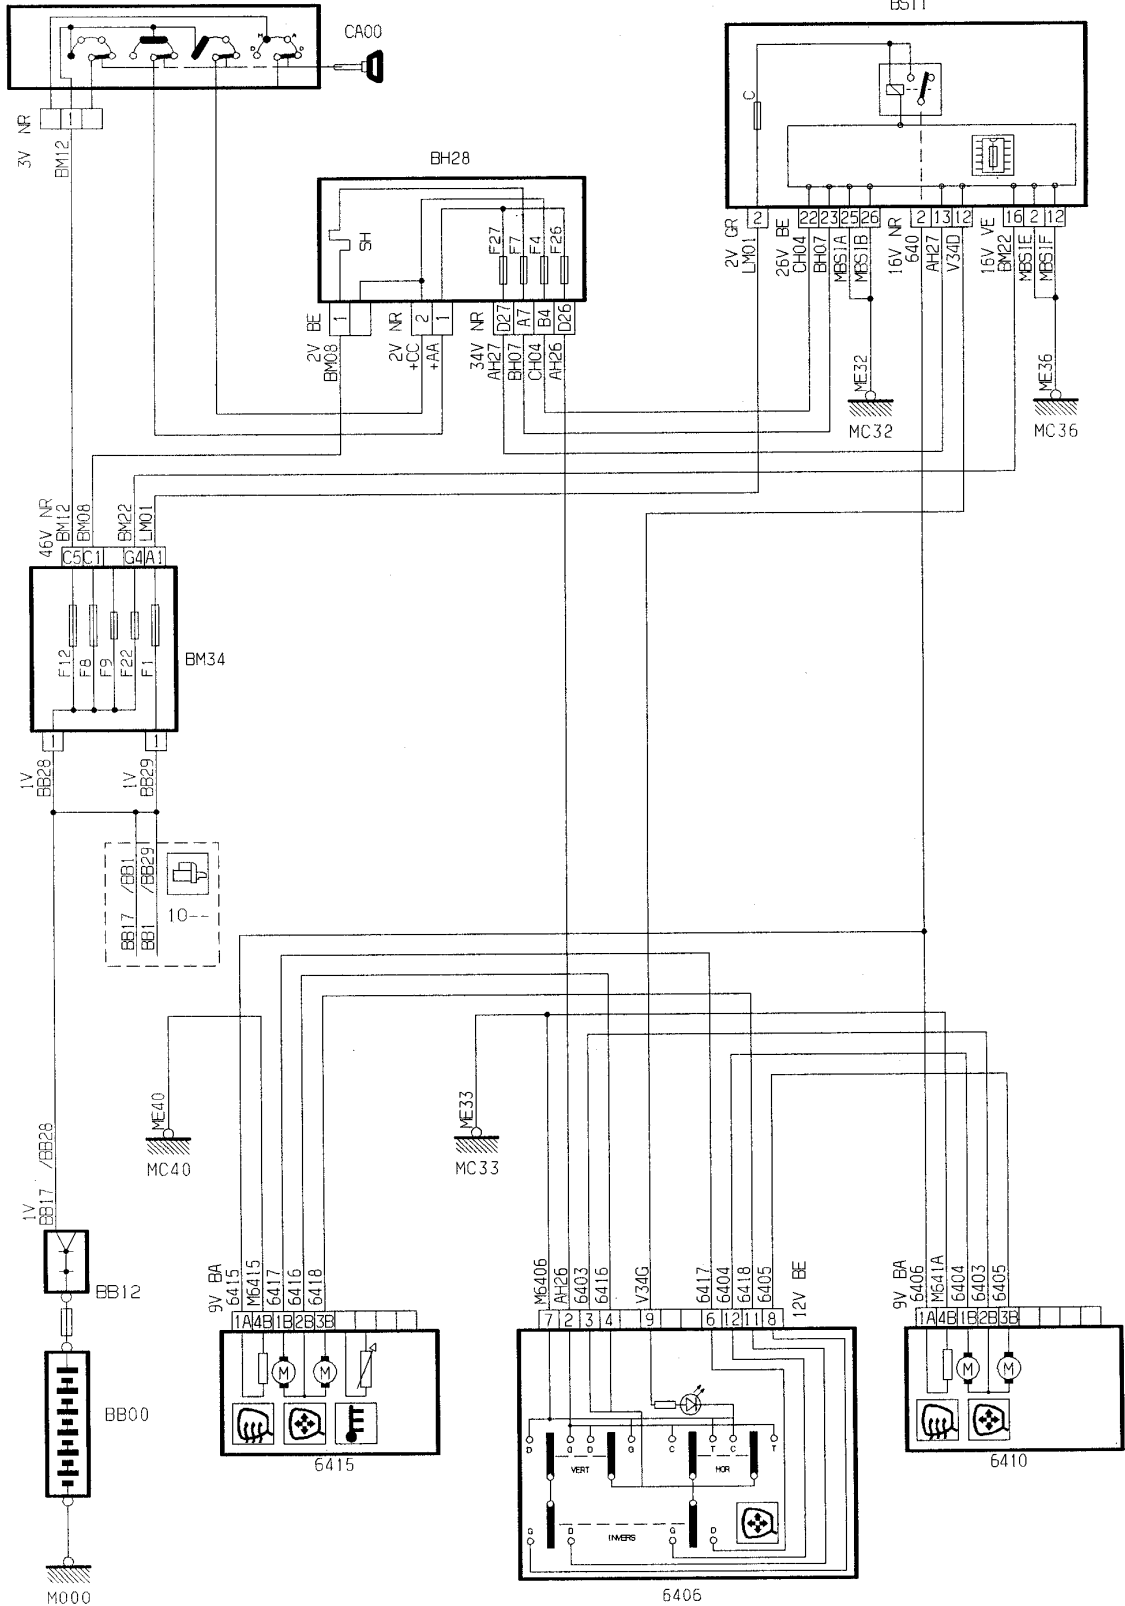 BSI1
CA00
M
A
D
D
1
3V NR
BM12
C
BH28
SH
F27
F7
F4
F26
1
2
1
D27
A7
B4
D26
2V BE
BM08
2V NR
+CC
+AA
34V NR
AH27
BH07
CH04
AH26
2
22
23
25
26
2
13
12
16
2
12
2V GR
LM01
26V BE
CH04
BH07
MBS1A
MBS1B
16V NR
640
AH27
V34D
16V VE
BM22
MBS1E
MBS1F
ME32
MC32
ME36
MC36
46V NR
BM12
BM08
BM22
LM01
C5
C1
G4
A1
F12
F8
F9
F22
F1
BM34
1
1
1V
BB28
1V
BB29
BB17 /BB1
BB1 /BB29
10--
ME40
MC40
ME33
MC33
1V
BB17 /BB28
BB12
BB00
M000
9V BA
6415
M6415
6417
6416
6418
1A
4B
1B
2B
3B
M
M
6415
M6406
AH26
6403
6416
V34G
6417
6404
6418
6405
12V BE
7
2
3
4
9
6
12
11
8
D
G
D
G
C
T
C
T
VERT
HOR
G
D
G
D
INVERS
6406
9V BA
6406
M641A
6404
6403
6405
1A
4B
1B
2B
3B
M
M
6410